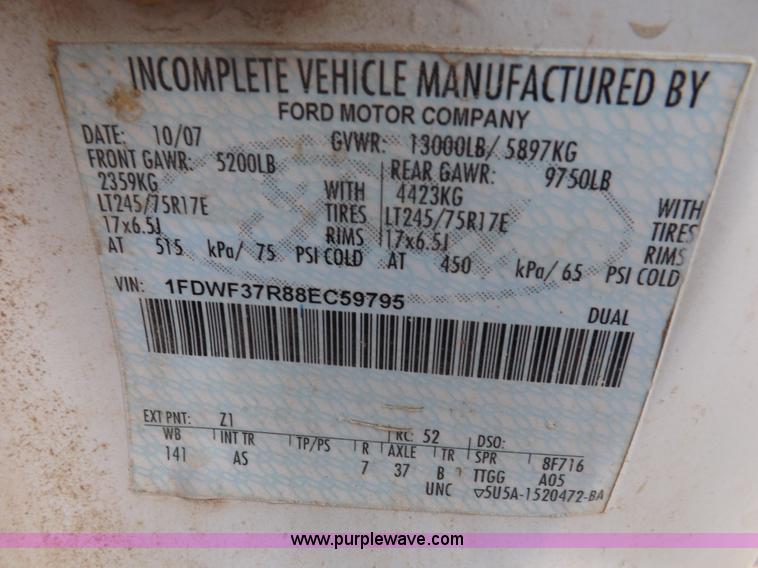 INCOMPLETE VEHICLE MANUFACTURED BY
FORD MOTOR COMPANY
DATE: 10/07 GVWR: 13000LB/ 5897KG
FRONT GAWR: 5200LB REAR GAWR: 9750LB
2359KG WITH 4423KG WITH
LT245/75R17E TIRES LT245/75R17E TIRES
17x6.5J RIMS 17x6.5J RIMS
AT 515 kPa/ 75 PSI COLD AT 450 kPa/ 65 PSI COLD
VIN: 1FDWF37R88EC59795 DUAL
EXT PNT: Z1 RC: 52 DSO:
WB INT TR TP/PS R AXLE TR SPR 8F716
141 AS 7 37 B TTGG A05
UNC ▽5U5A-1520472-BA
www.purplewave.com